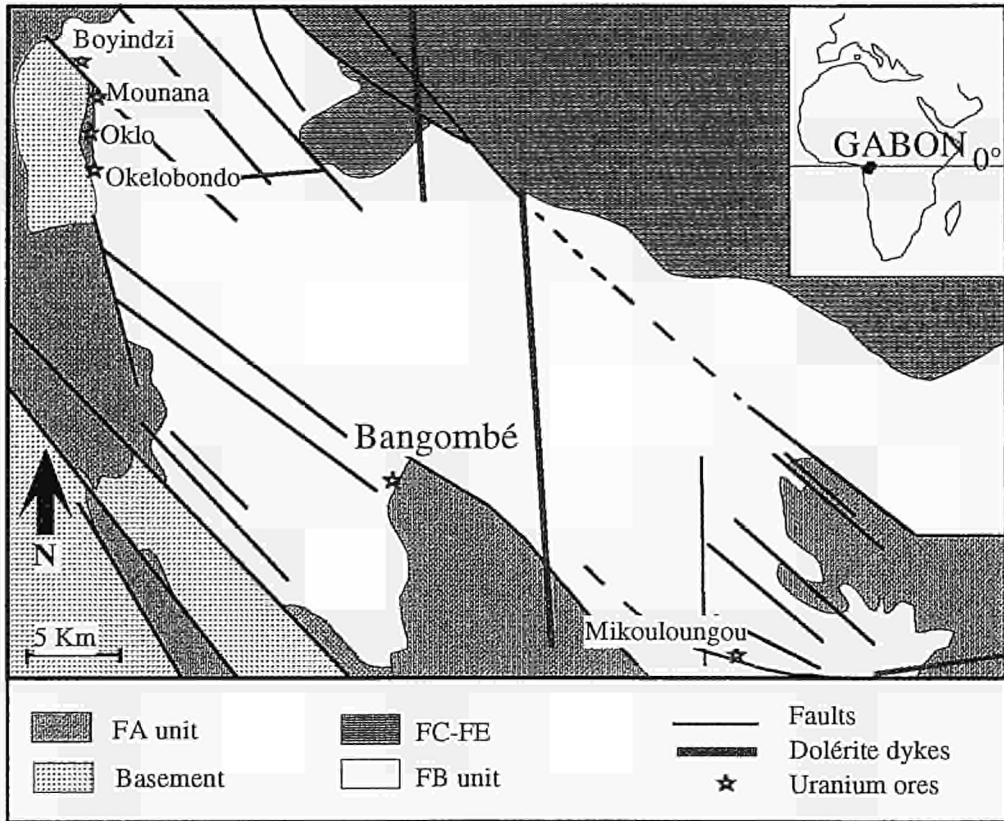 Boyindzi
Mounana
Oklo
Okelobondo
GABON 0°
Bangombé
N
5 Km
Mikouloungou
FA unit
FC-FE
Faults
Basement
FB unit
Dolérite dykes
Uranium ores